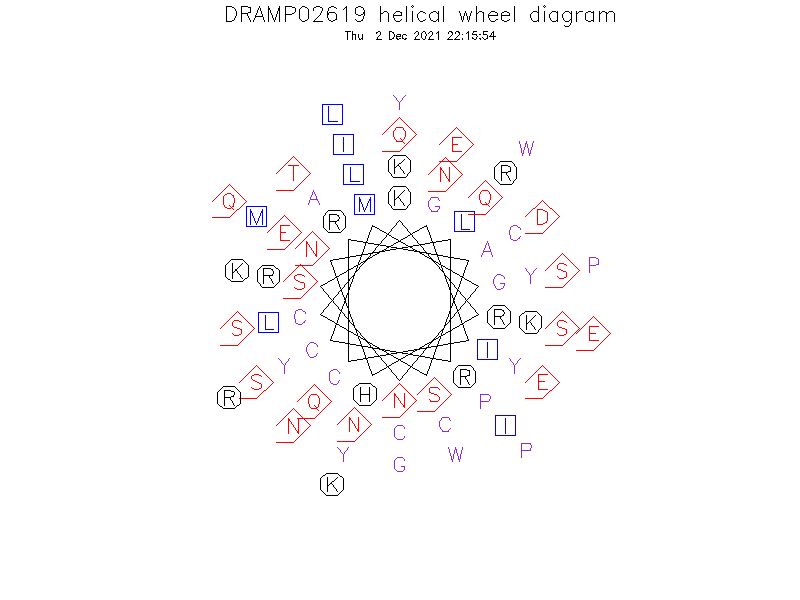 DRAMP02619 helical wheel diagram
Thu 2 Dec 2021 22:15:54
Y
L
Q
I E
W
K
T L N R
Q A K Q
M G
M R L D
E C
N A
K R S G Y S P
S L C R K S E
C I
Y C R Y
S E
R Q H N S P
N N C C I
Y G W P
K